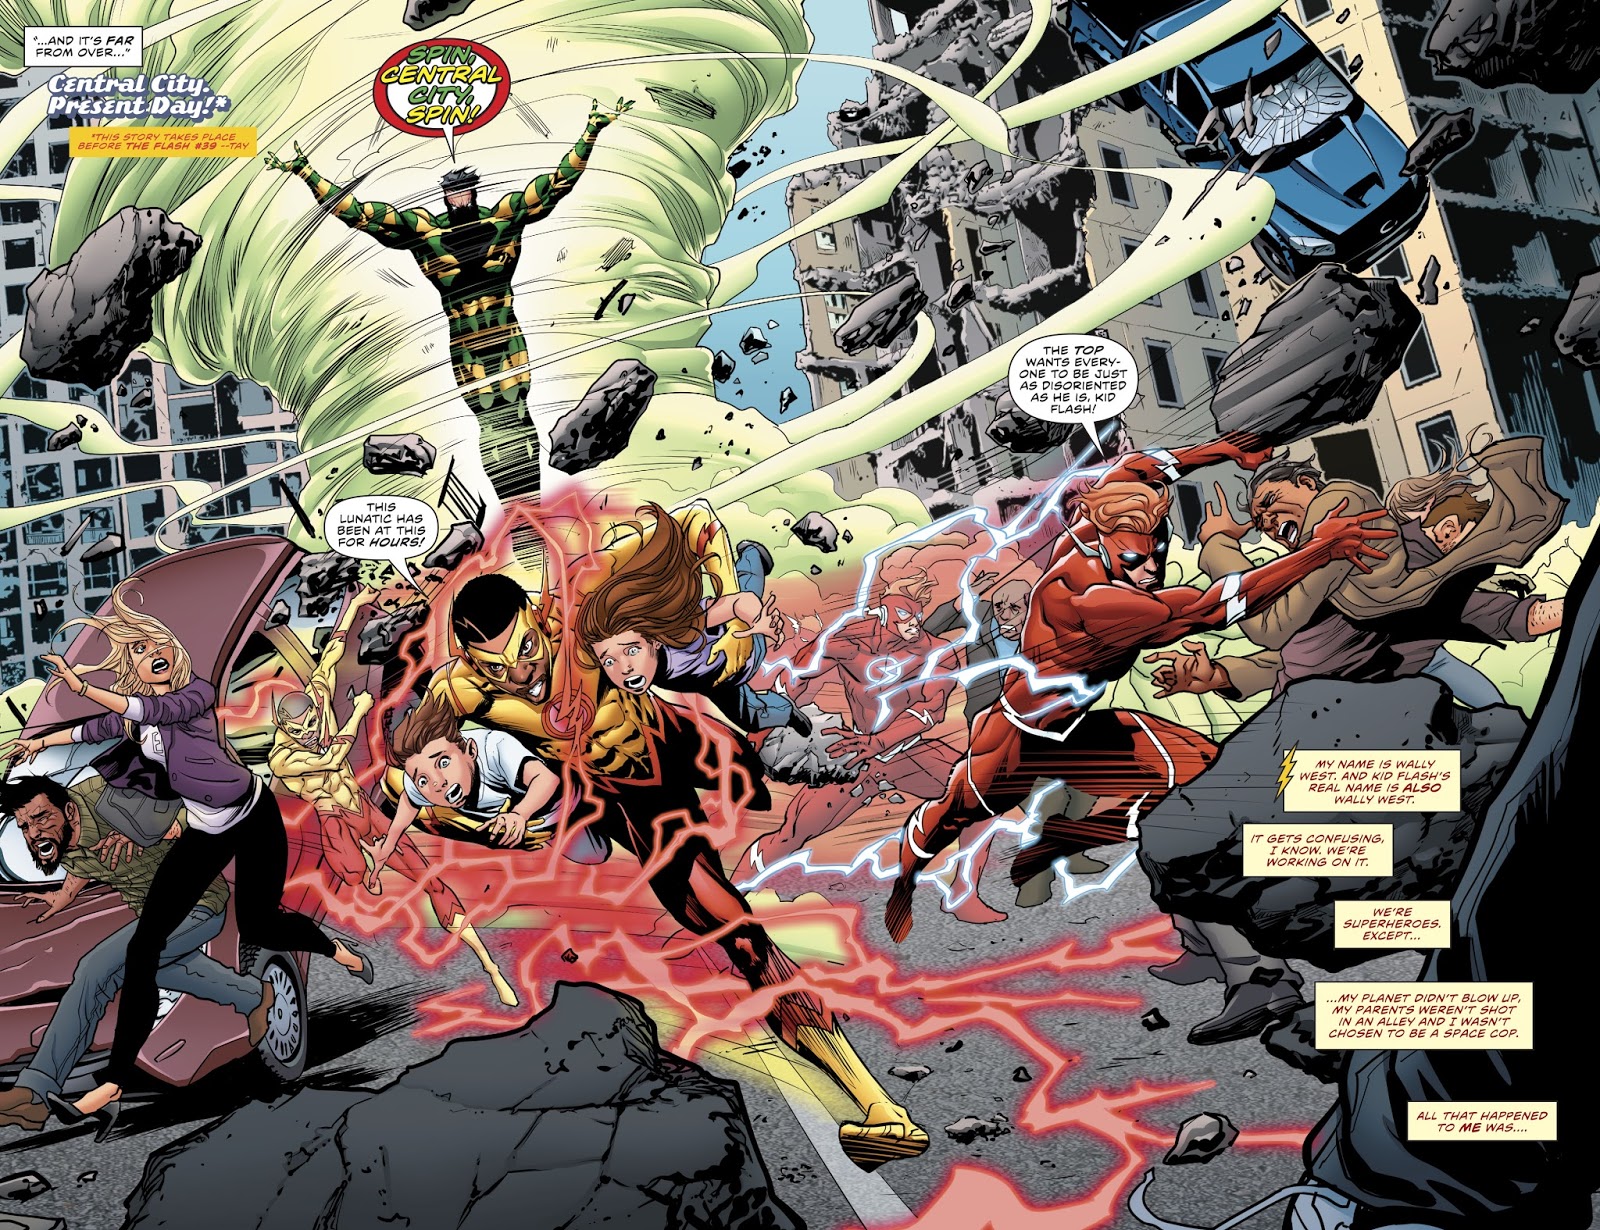 "...AND IT'S FAR
FROM OVER..."
Central City.
Present Day!*
*THIS STORY TAKES PLACE
BEFORE THE FLASH #39 --TAY
SPIN,
CENTRAL
CITY,
SPIN!
THIS
LUNATIC HAS
BEEN AT THIS
FOR HOURS!
THE TOP
WANTS EVERY-
ONE TO BE JUST
AS DISORIENTED
AS HE IS, KID
FLASH!
MY NAME IS WALLY
WEST. AND KID FLASH'S
REAL NAME IS ALSO
WALLY WEST.
IT GETS CONFUSING,
I KNOW. WE'RE
WORKING ON IT.
WE'RE
SUPERHEROES.
EXCEPT...
...MY PLANET DIDN'T BLOW UP,
MY PARENTS WEREN'T SHOT
IN AN ALLEY AND I WASN'T
CHOSEN TO BE A SPACE COP.
ALL THAT HAPPENED
TO ME WAS....